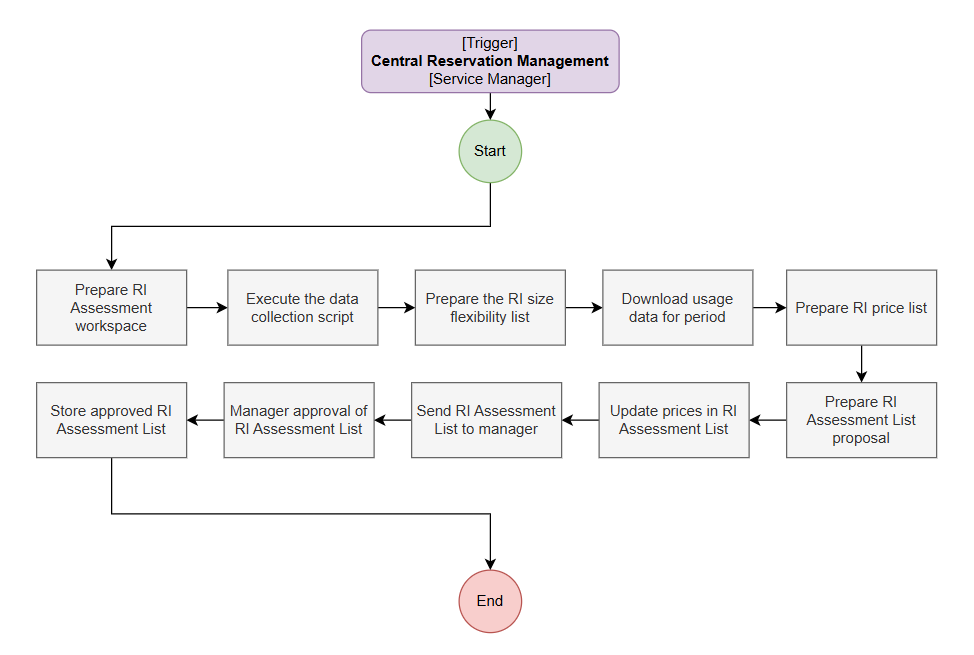 [Trigger]
Central Reservation Management
[Service Manager]
Start
Prepare RI
Assessment
workspace
Execute the data
collection script
Prepare the RI size
flexibility list
Download usage
data for period
Prepare RI price list
Prepare RI
Assessment List
proposal
Update prices in RI
Assessment List
Send RI Assessment
List to manager
Manager approval of
RI Assessment List
Store approved RI
Assessment List
End